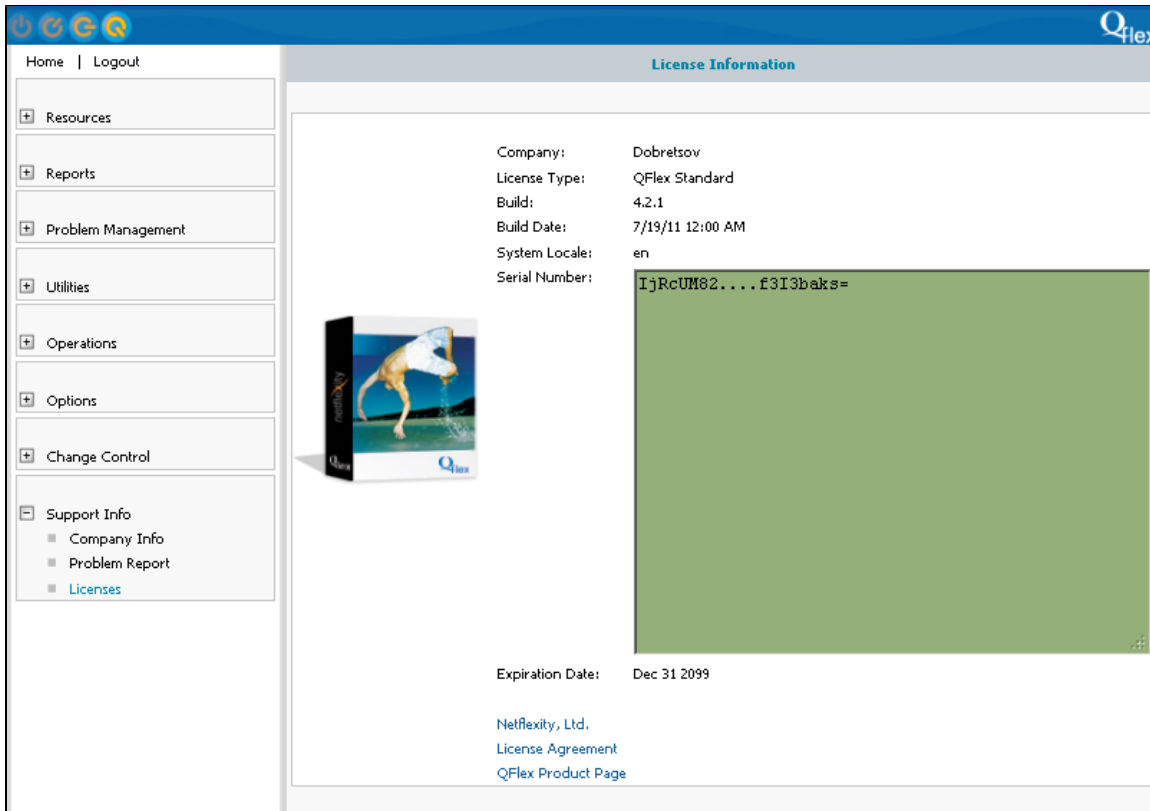 Qflex
Home | Logout
License Information
Resources
Reports
Problem Management
Utilities
Operations
Options
Change Control
Support Info
Company Info
Problem Report
Licenses
netflexity
Qflex
Qflex
Company: Dobretsov
License Type: QFlex Standard
Build: 4.2.1
Build Date: 7/19/11 12:00 AM
System Locale: en
Serial Number: IjRcUM82....f3I3baks=
Expiration Date: Dec 31 2099
Netflexity, Ltd.
License Agreement
QFlex Product Page